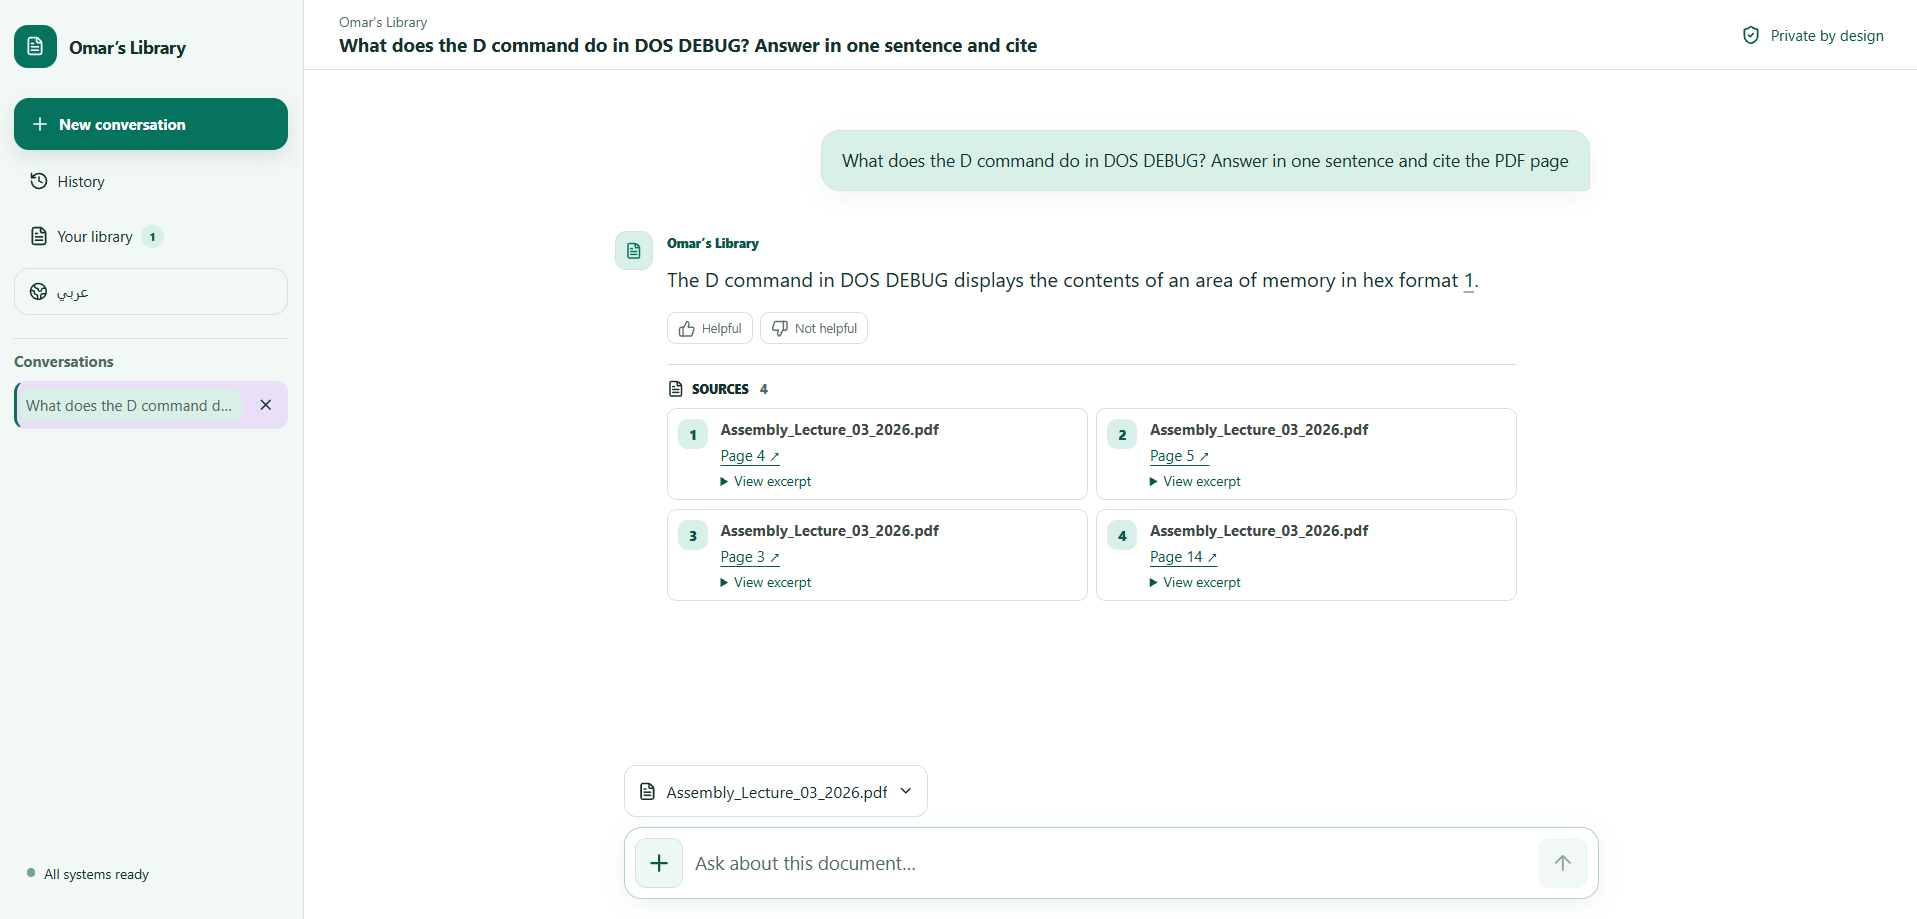 Omar's Library
New conversation
History
Your library 1
عربي
Conversations
What does the D command d...
All systems ready
Omar's Library
What does the D command do in DOS DEBUG? Answer in one sentence and cite
Private by design
What does the D command do in DOS DEBUG? Answer in one sentence and cite the PDF page
Omar's Library
The D command in DOS DEBUG displays the contents of an area of memory in hex format 1.
Helpful
Not helpful
SOURCES 4
1 Assembly_Lecture_03_2026.pdf
Page 4 ↗
▶ View excerpt
2 Assembly_Lecture_03_2026.pdf
Page 5 ↗
▶ View excerpt
3 Assembly_Lecture_03_2026.pdf
Page 3 ↗
▶ View excerpt
4 Assembly_Lecture_03_2026.pdf
Page 14 ↗
▶ View excerpt
Assembly_Lecture_03_2026.pdf
Ask about this document...